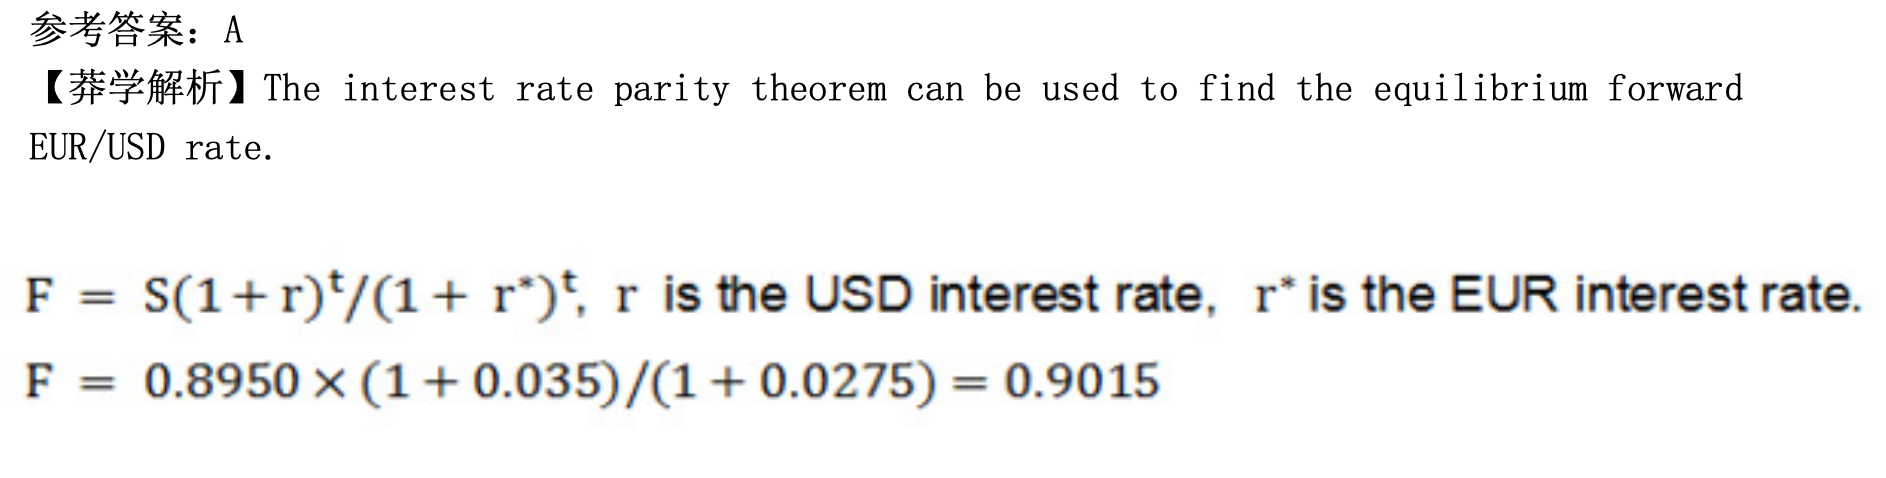 参考答案：A
【莽学解析】The interest rate parity theorem can be used to find the equilibrium forward
EUR/USD rate.
F = S(1+r)ᵗ/(1+ r*)ᵗ, r is the USD interest rate, r* is the EUR interest rate.
F = 0.8950×(1+0.035)/(1+0.0275)=0.9015